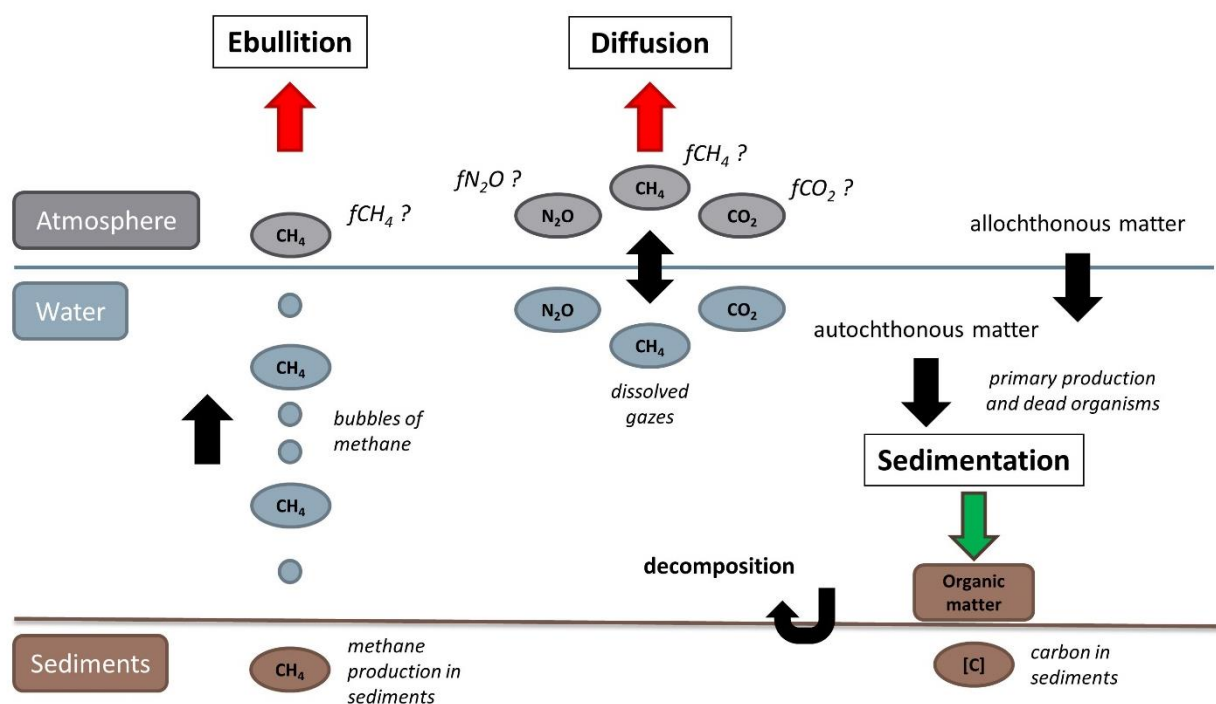 Ebullition
Diffusion
fCH₄ ?
fN₂O ?
fCO₂ ?
CH₄
N₂O
CO₂
Atmosphere
fCH₄ ?
CH₄
allochthonous matter
Water
N₂O
CO₂
CH₄
autochthonous matter
CH₄
dissolved
gazes
primary production
and dead organisms
bubbles of
methane
Sedimentation
CH₄
decomposition
Organic
matter
Sediments
CH₄
methane
production in
sediments
[C]
carbon in
sediments